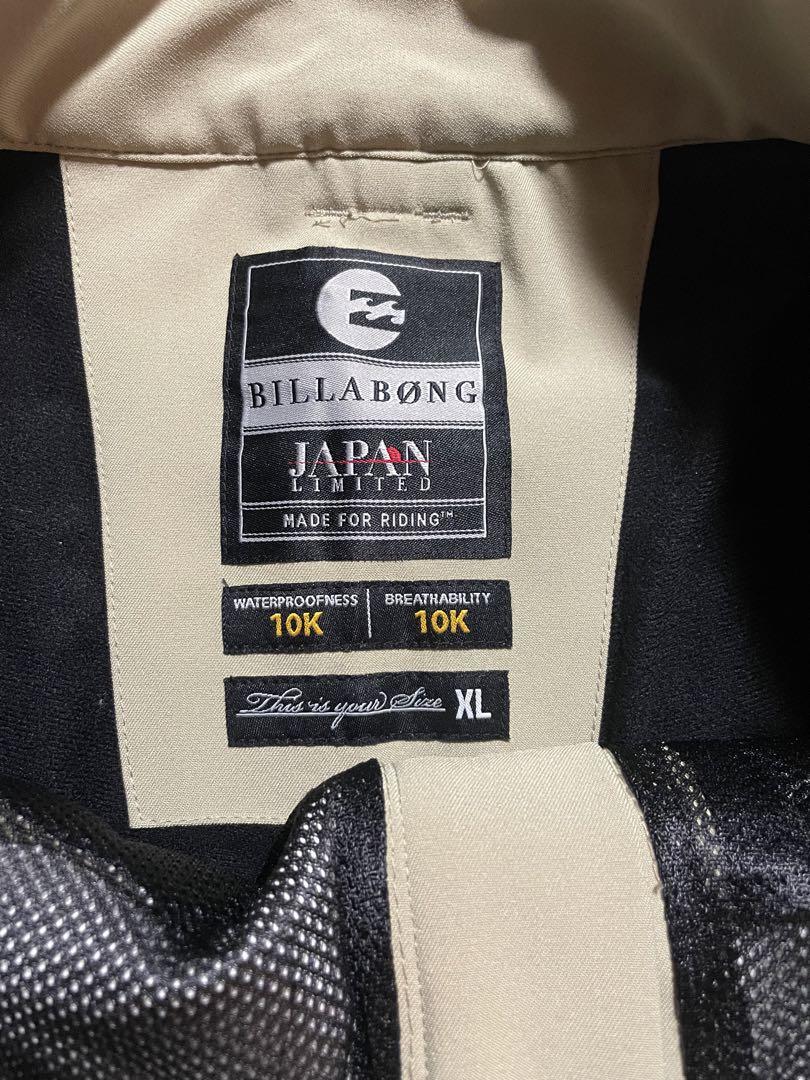 BILLABØNG
JAPAN
LIMITED
MADE FOR RIDING™
WATERPROOFNESS
10K
BREATHABILITY
10K
This is your Size XL